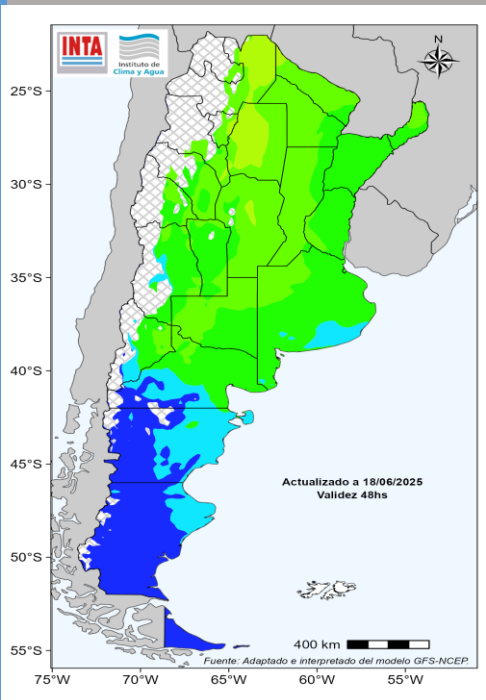 INTA
Instituto de
Clima y Agua
N
25°S
30°S
35°S
40°S
45°S
50°S
55°S
Actualizado a 18/06/2025
Validez 48hs
400 km
Fuente: Adaptado e interpretado del modelo GFS-NCEP.
75°W
70°W
65°W
60°W
55°W